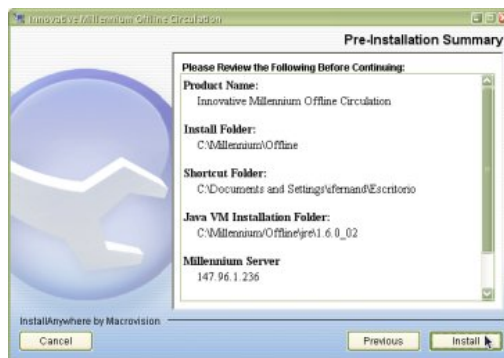 Innovative Millennium Offline Circulation
Pre-Installation Summary
Please Review the Following Before Continuing:
Product Name:
Innovative Millennium Offline Circulation
Install Folder:
C:\Millennium\Offline
Shortcut Folder:
C:\Documents and Settings\sfernand\Escritorio
Java VM Installation Folder:
C:\Millennium/Offline\jre\1.6.0_02
Millennium Server
147.96.1.236
InstallAnywhere by Macrovision
Cancel
Previous
Install